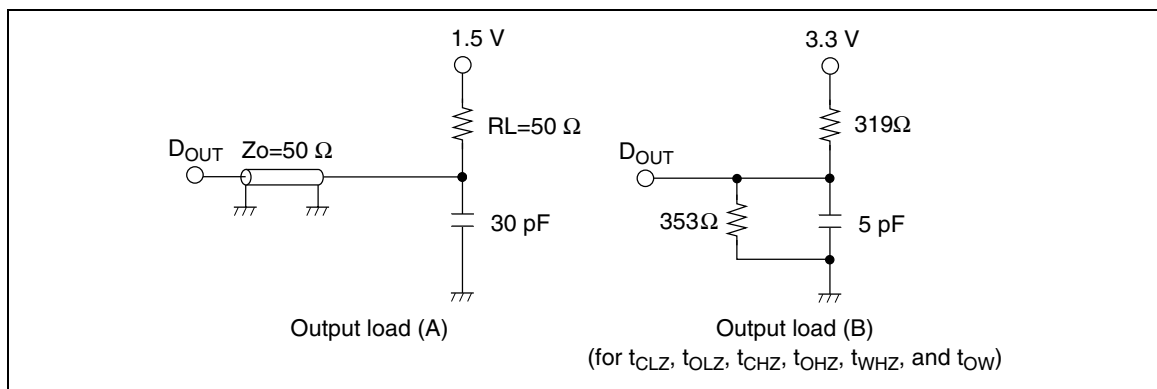 1.5 V
RL=50 Ω
DOUT
Zo=50 Ω
30 pF
Output load (A)
3.3 V
319Ω
DOUT
353Ω
5 pF
Output load (B)
(for tCLZ, tOLZ, tCHZ, tOHZ, tWHZ, and tOW)